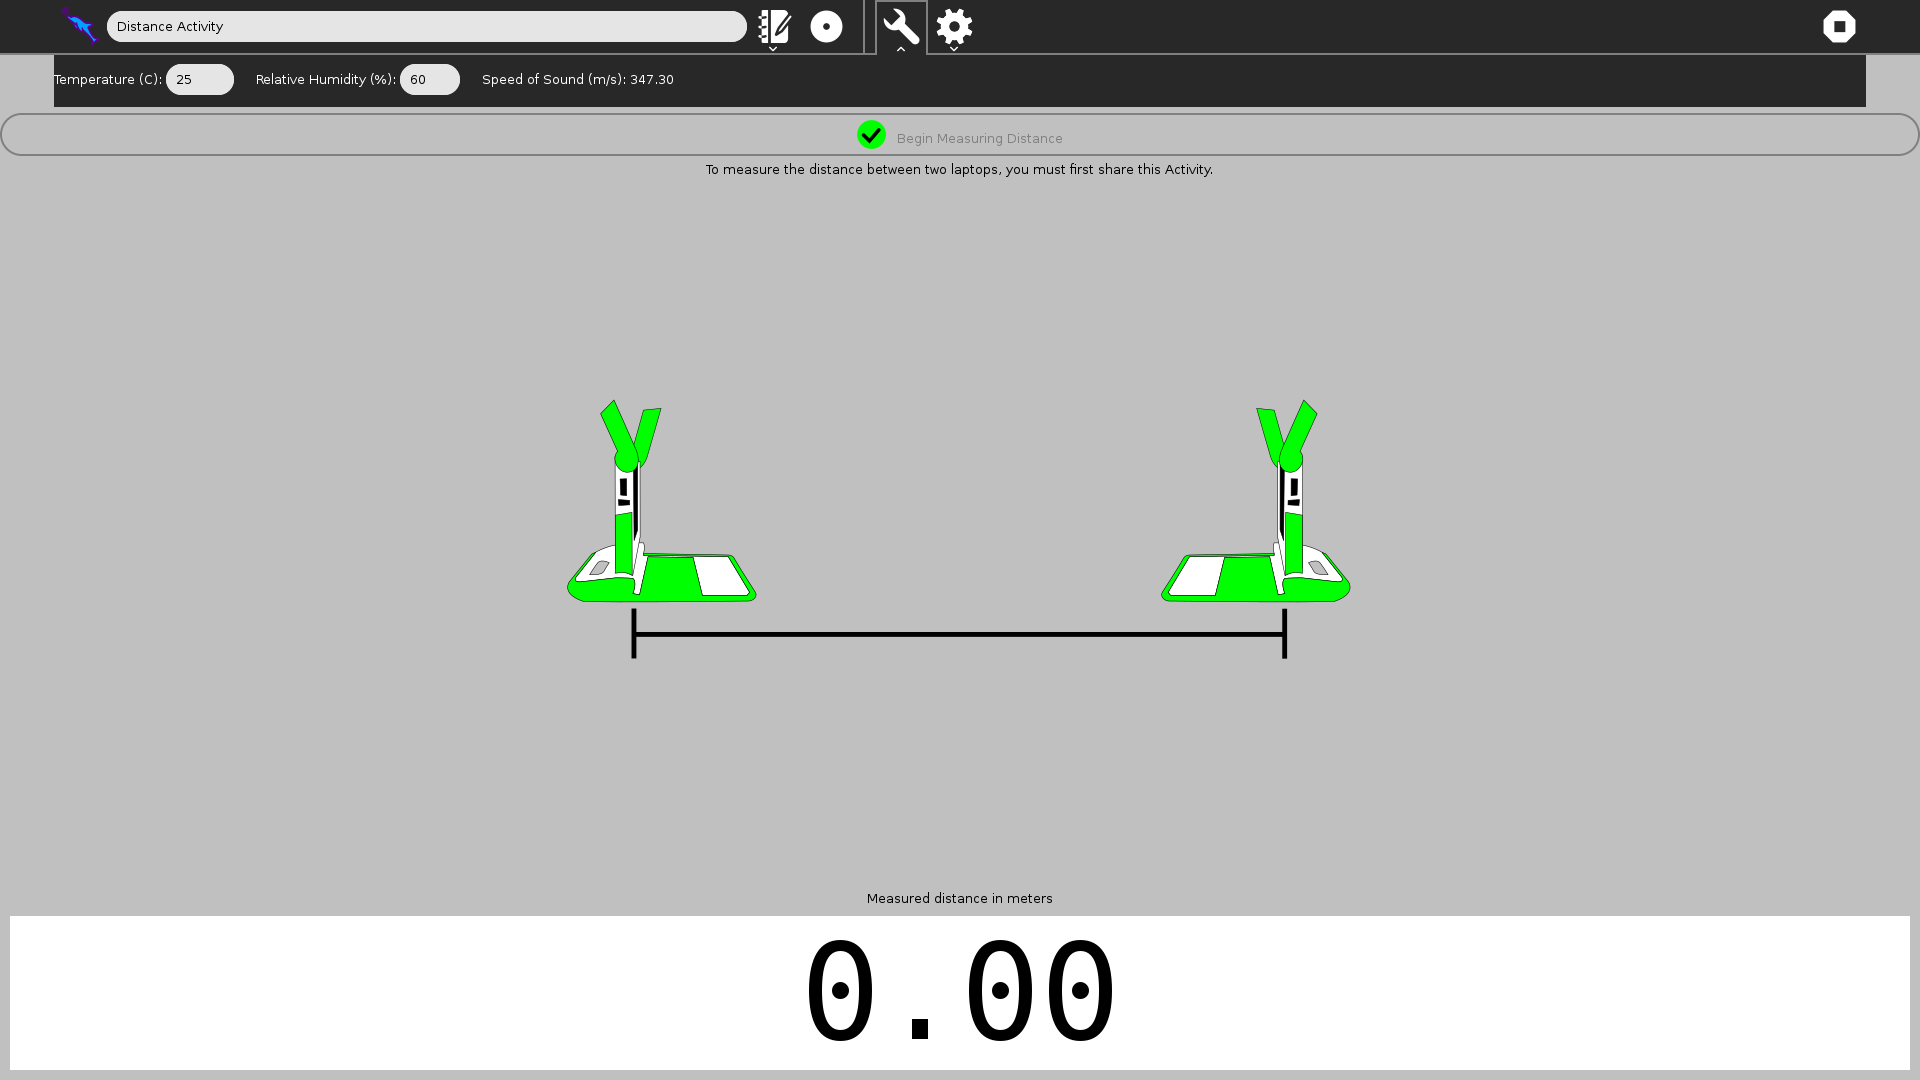 Distance Activity
Temperature (C): 25 Relative Humidity (%): 60 Speed of Sound (m/s): 347.30
Begin Measuring Distance
To measure the distance between two laptops, you must first share this Activity.
Measured distance in meters
0.00